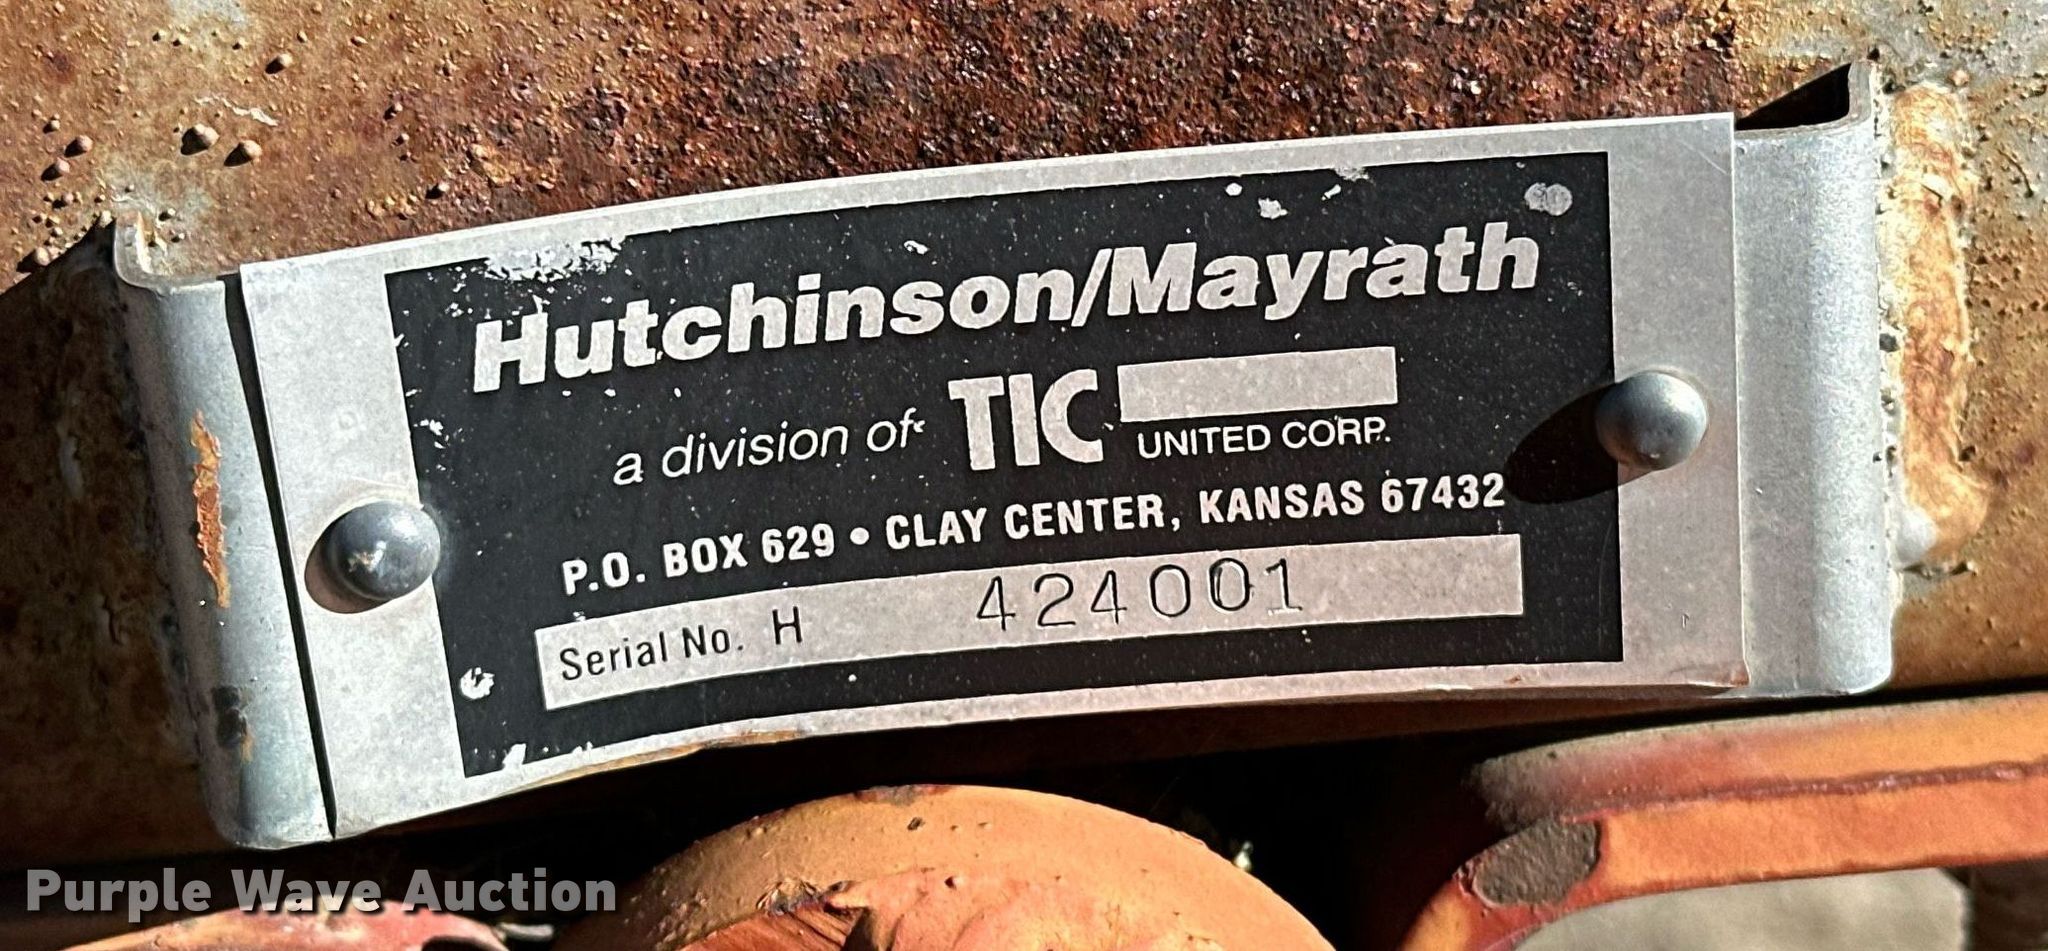 Hutchinson/Mayrath
a division of TIC
UNITED CORP.
P.O. BOX 629 • CLAY CENTER, KANSAS 67432
Serial No. H 424001
Purple Wave Auction